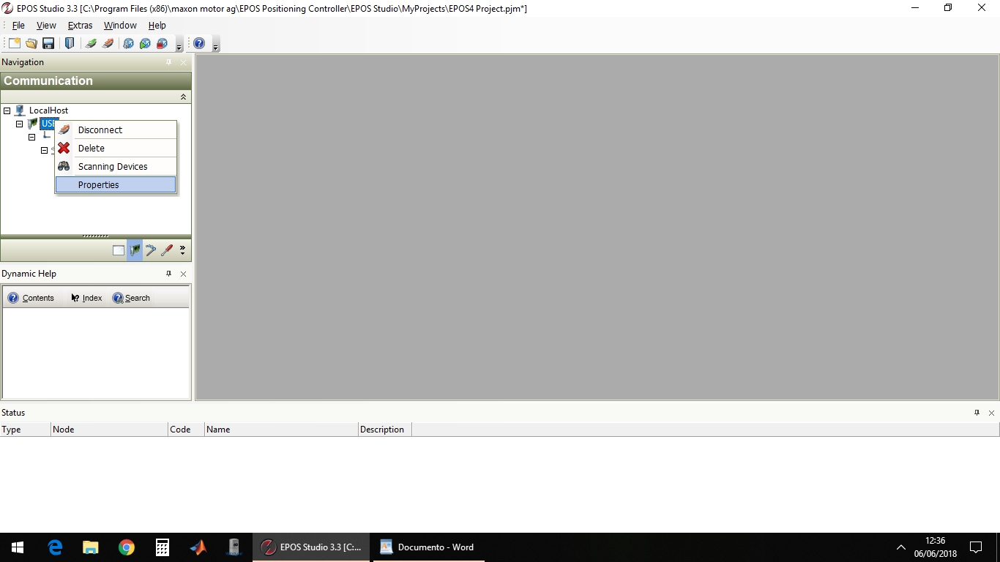 EPOS Studio 3.3 [C:\Program Files (x86)\maxon motor ag\EPOS Positioning Controller\EPOS Studio\MyProjects\EPOS4 Project.pjm*]
File View Extras Window Help
Navigation
Communication
LocalHost
USB
Disconnect
Delete
Scanning Devices
Properties
Dynamic Help
Contents Index Search
Status
Type Node Code Name Description
EPOS Studio 3.3 [C:... Documento - Word
12:36
06/06/2018